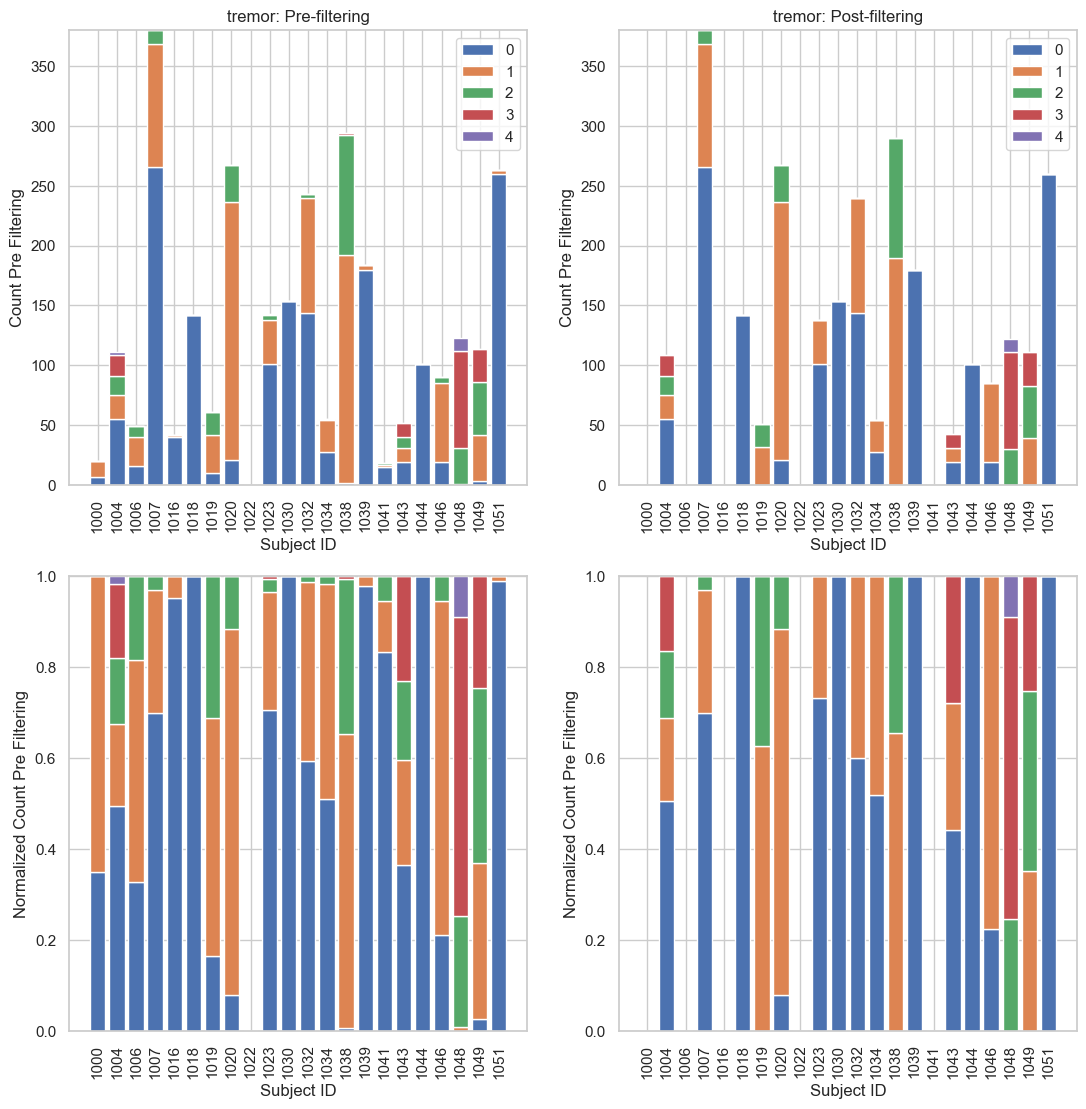 tremor: Pre-filtering
Count Pre Filtering
350
300
250
200
150
100
50
0
0
1
2
3
4
1000 1004 1006 1007 1016 1018 1019 1020 1022 1023 1030 1032 1034 1038 1039 1041 1043 1044 1046 1048 1049 1051
Subject ID
tremor: Post-filtering
Count Pre Filtering
350
300
250
200
150
100
50
0
0
1
2
3
4
1000 1004 1006 1007 1016 1018 1019 1020 1022 1023 1030 1032 1034 1038 1039 1041 1043 1044 1046 1048 1049 1051
Subject ID
Normalized Count Pre Filtering
1.0
0.8
0.6
0.4
0.2
0.0
1000 1004 1006 1007 1016 1018 1019 1020 1022 1023 1030 1032 1034 1038 1039 1041 1043 1044 1046 1048 1049 1051
Subject ID
Normalized Count Pre Filtering
1.0
0.8
0.6
0.4
0.2
0.0
1000 1004 1006 1007 1016 1018 1019 1020 1022 1023 1030 1032 1034 1038 1039 1041 1043 1044 1046 1048 1049 1051
Subject ID